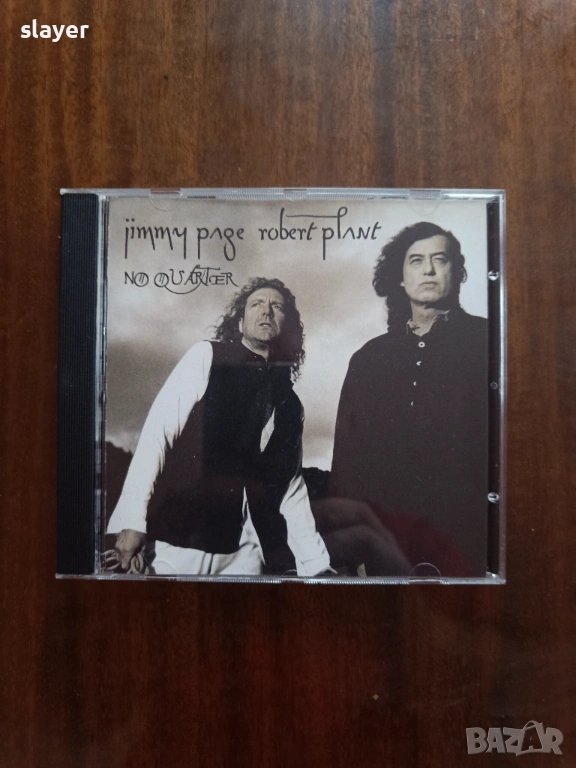 slayer
jimmy page robert plant
NO QUARTER
BAZAR